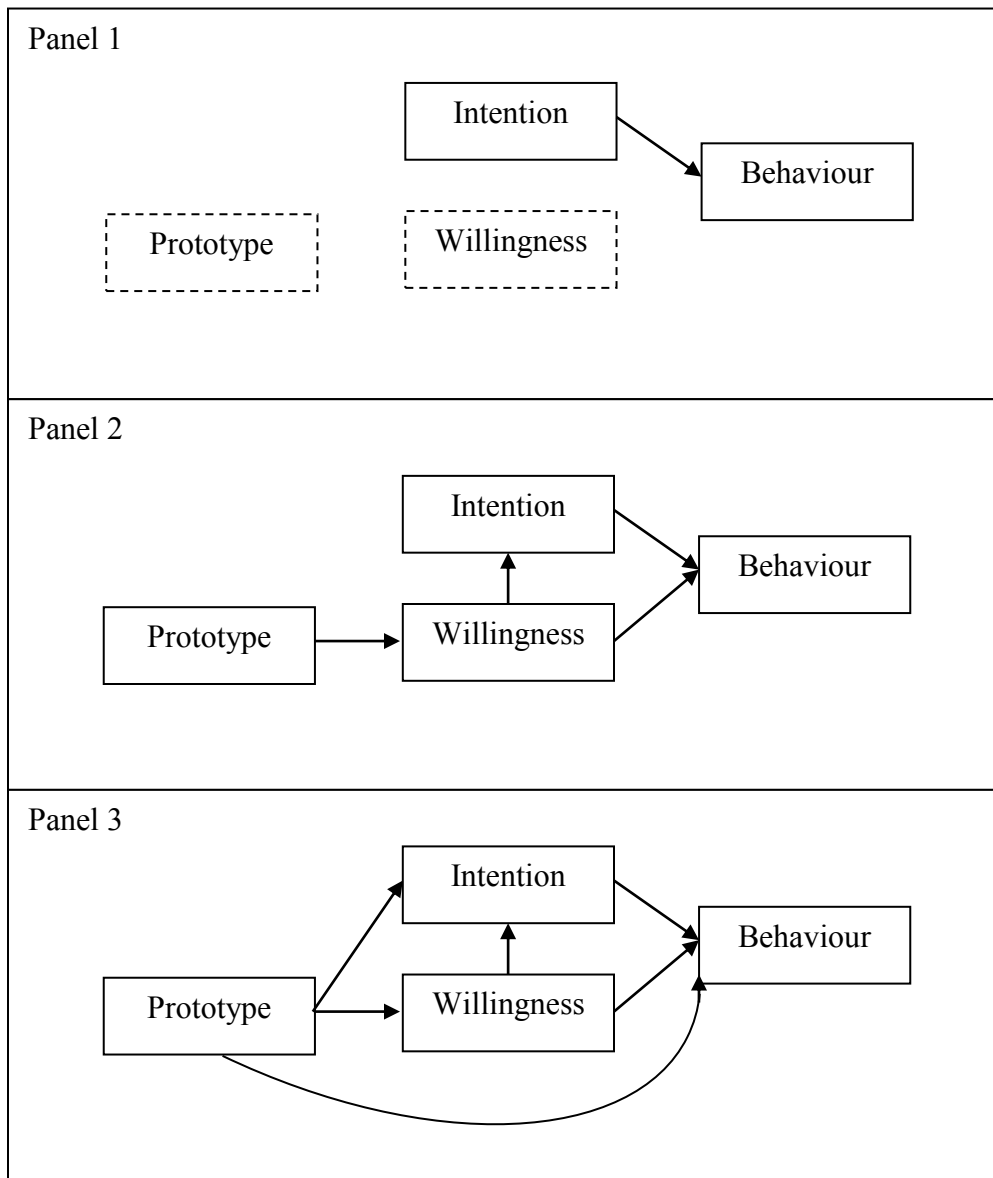 Panel 1
Intention
Behaviour
Prototype
Willingness
Panel 2
Intention
Behaviour
Prototype
Willingness
Panel 3
Intention
Behaviour
Prototype
Willingness